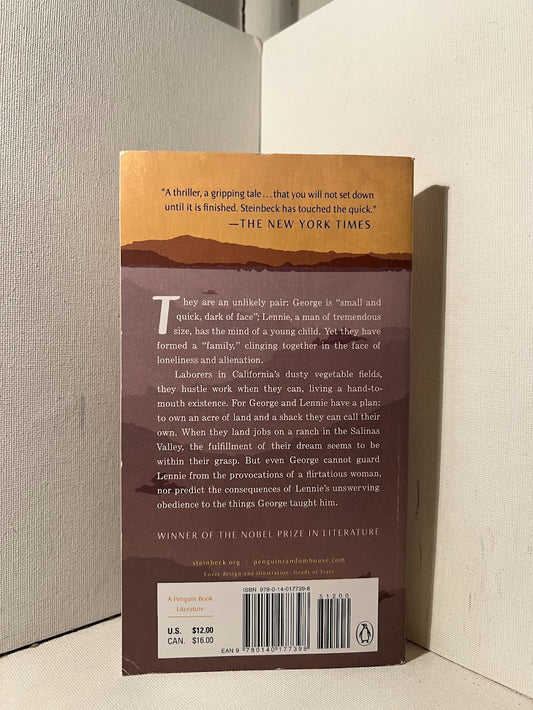 "A thriller, a gripping tale...that you will not set down
until it is finished. Steinbeck has touched the quick."
—THE NEW YORK TIMES
They are an unlikely pair: George is "small and
quick, dark of face"; Lennie, a man of tremendous
size, has the mind of a young child. Yet they have
formed a "family," clinging together in the face of
loneliness and alienation.
Laborers in California's dusty vegetable fields,
they hustle work when they can, living a hand-to-
mouth existence. For George and Lennie have a plan:
to own an acre of land and a shack they can call their
own. When they land jobs on a ranch in the Salinas
Valley, the fulfillment of their dream seems to be
within their grasp. But even George cannot guard
Lennie from the provocations of a flirtatious woman,
nor predict the consequences of Lennie's unswerving
obedience to the things George taught him.
WINNER OF THE NOBEL PRIZE IN LITERATURE
steinbeck.org / penguinrandomhouse.com
Cover design and illustration: Heads of State
A Penguin Book
Literature
U.S. $12.00
CAN. $16.00
ISBN 978-0-14-017739-8
51200
EAN 9 780140 177398